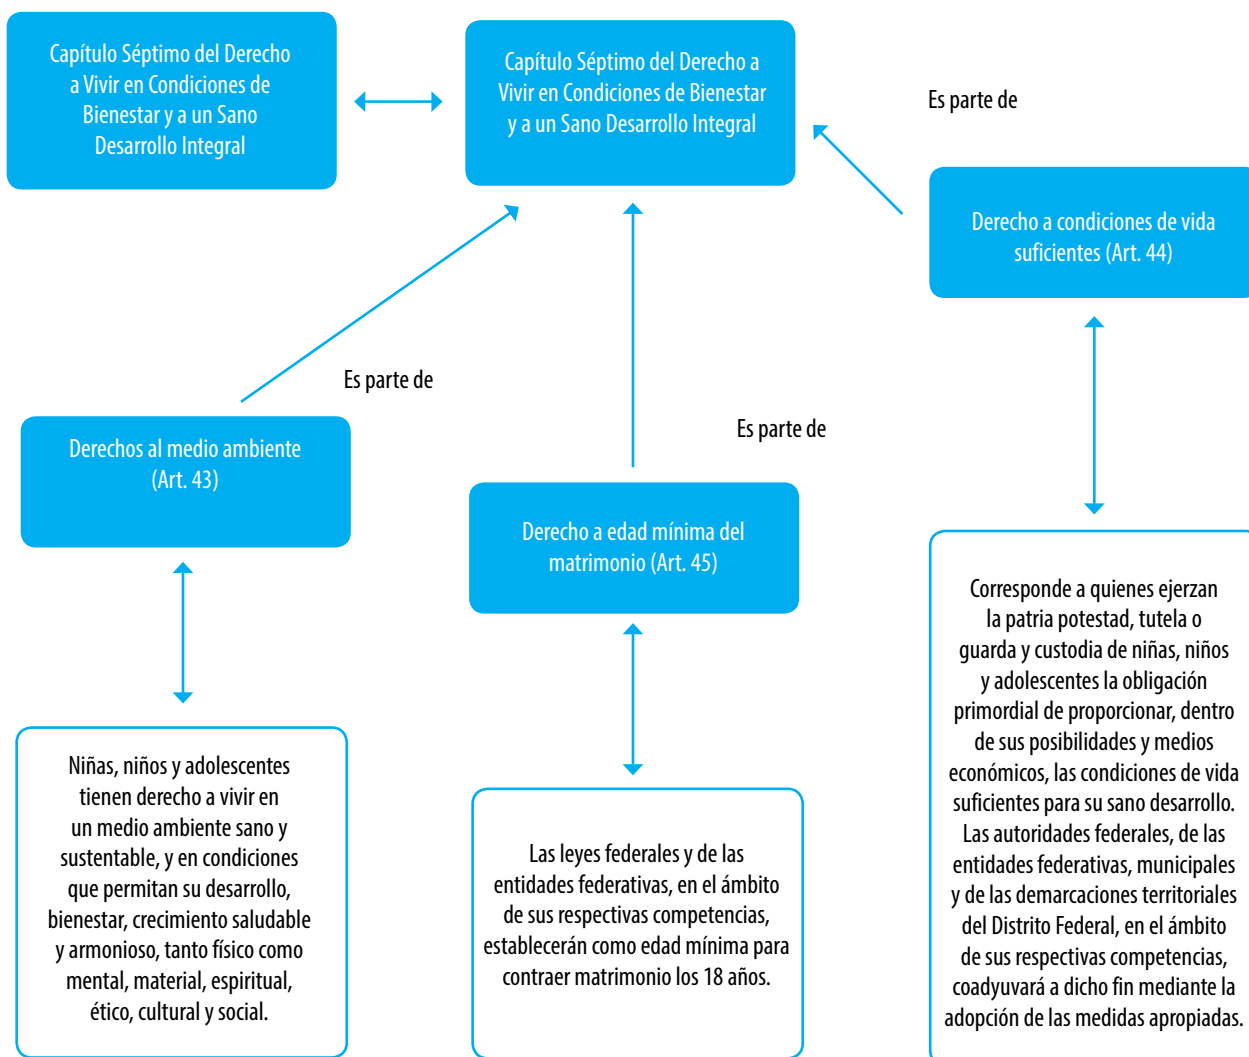 Capítulo Séptimo del Derecho
a Vivir en Condiciones de
Bienestar y a un Sano
Desarrollo Integral
Capítulo Séptimo del Derecho a
Vivir en Condiciones de Bienestar
y a un Sano Desarrollo Integral
Es parte de
Derecho a condiciones de vida
suficientes (Art. 44)
Es parte de
Es parte de
Derechos al medio ambiente
(Art. 43)
Derecho a edad mínima del
matrimonio (Art. 45)
Niñas, niños y adolescentes
tienen derecho a vivir en
un medio ambiente sano y
sustentable, y en condiciones
que permitan su desarrollo,
bienestar, crecimiento saludable
y armonioso, tanto físico como
mental, material, espiritual,
ético, cultural y social.
Las leyes federales y de las
entidades federativas, en el ámbito
de sus respectivas competencias,
establecerán como edad mínima para
contraer matrimonio los 18 años.
Corresponde a quienes ejerzan
la patria potestad, tutela o
guarda y custodia de niñas, niños
y adolescentes la obligación
primordial de proporcionar, dentro
de sus posibilidades y medios
económicos, las condiciones de vida
suficientes para su sano desarrollo.
Las autoridades federales, de las
entidades federativas, municipales
y de las demarcaciones territoriales
del Distrito Federal, en el ámbito
de sus respectivas competencias,
coadyuvará a dicho fin mediante la
adopción de las medidas apropiadas.